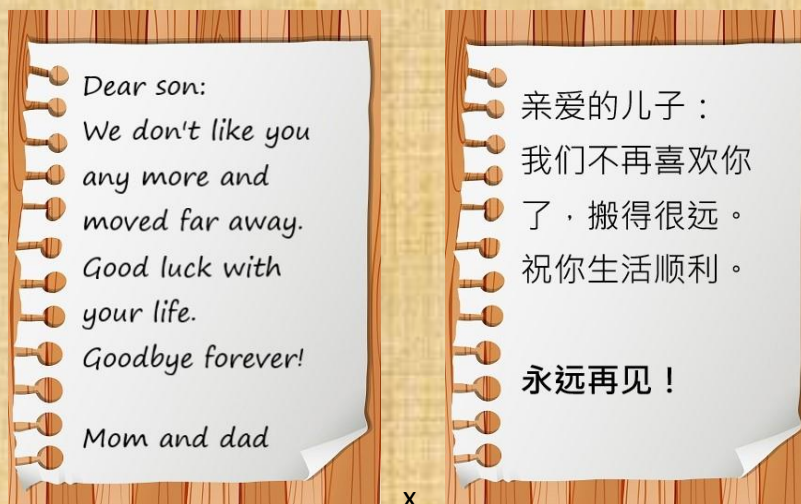 Dear son:
We don't like you
any more and
moved far away.
Good luck with
your life.
Goodbye forever!
Mom and dad
亲爱的儿子：
我们不再喜欢你
了，搬得很远。
祝你生活顺利。
永远再见！
x